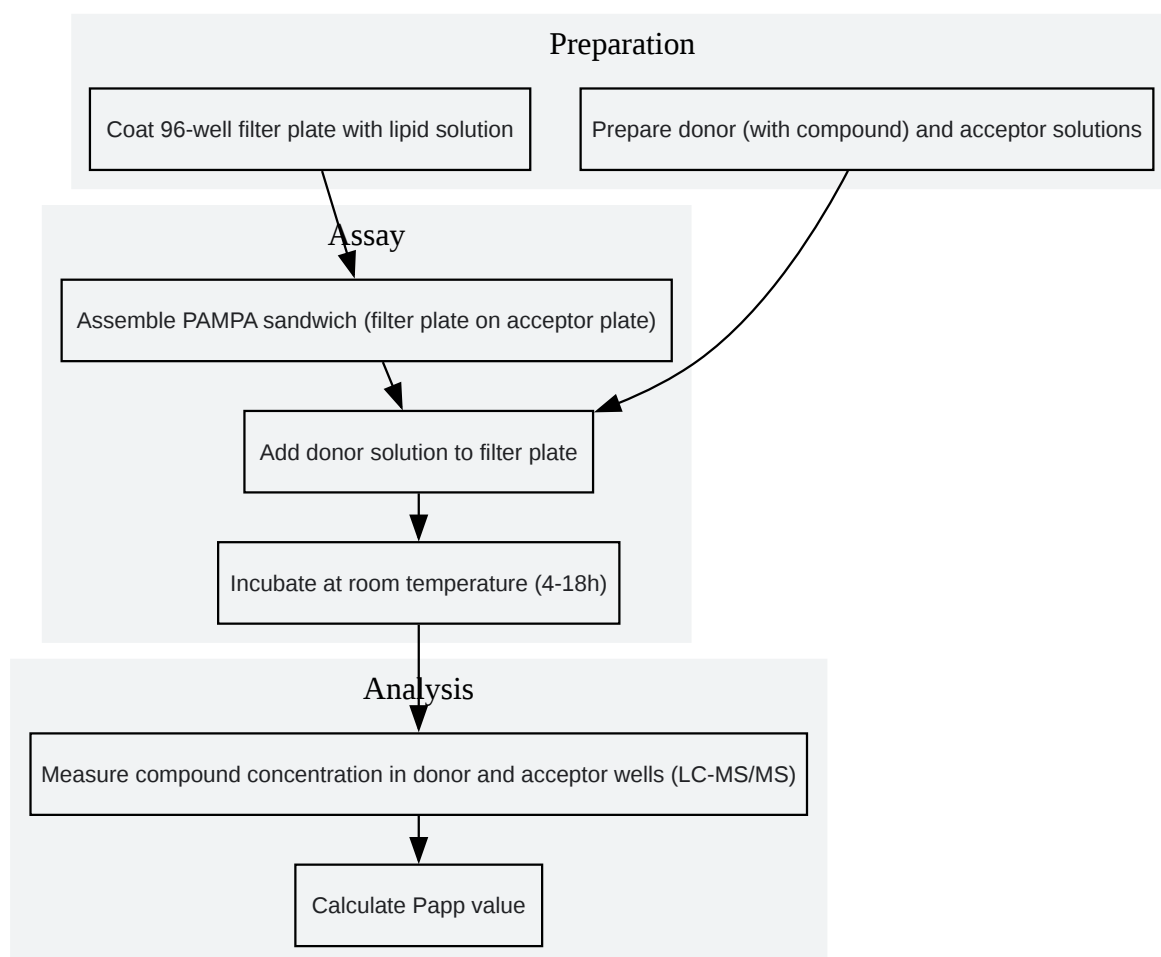 Preparation
Coat 96-well filter plate with lipid solution
Prepare donor (with compound) and acceptor solutions
Assay
Assemble PAMPA sandwich (filter plate on acceptor plate)
Add donor solution to filter plate
Incubate at room temperature (4-18h)
Analysis
Measure compound concentration in donor and acceptor wells (LC-MS/MS)
Calculate Papp value